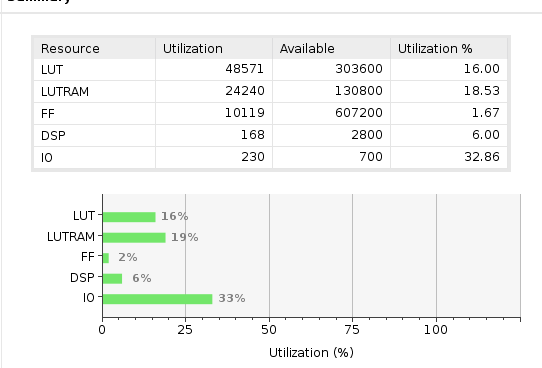 Summary
Resource Utilization Available Utilization %
LUT 48571 303600 16.00
LUTRAM 24240 130800 18.53
FF 10119 607200 1.67
DSP 168 2800 6.00
IO 230 700 32.86
LUT 16%
LUTRAM 19%
FF 2%
DSP 6%
IO 33%
0 25 50 75 100
Utilization (%)